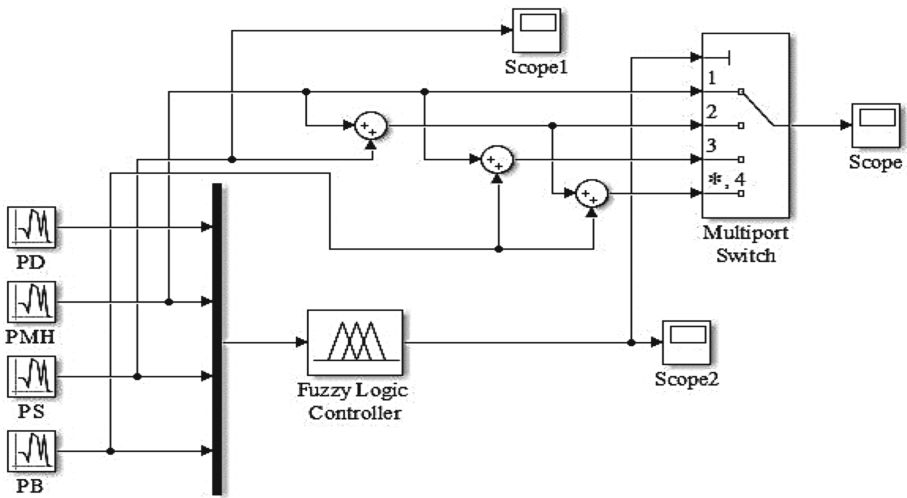 Scope1
1
2
3
*, 4
Scope
Multiport
Switch
PD
PMH
PS
PB
Fuzzy Logic
Controller
Scope2